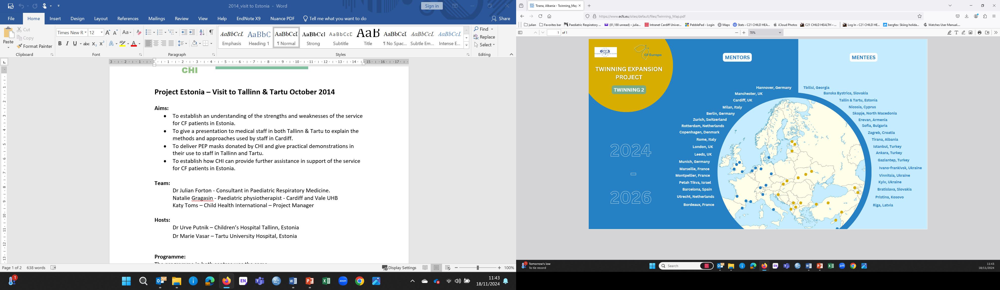 2014_visit to Estonia - Word
Sign in
File Home Insert Design Layout References Mailings Review View Help EndNote X9 Nuance PDF Tell me what you want to do Share
Paste
Cut
Copy
Format Painter
Clipboard
Times New R 12
Font
Paragraph
AaBbCcL Emphasis
AaBbC Heading 1
AaBbCcI ¶ Normal
AaBbCcI Strong
AaBbCcD Subtitle
AaB Title
AaBbCcI ¶ No Spac...
AaBbCcL Subtle Em...
AaBbCcL Intense E...
Styles
Find
Replace
Select
Editing
CHI
Project Estonia – Visit to Tallinn & Tartu October 2014
Aims:
● To establish an understanding of the strengths and weaknesses of the service
for CF patients in Estonia.
● To give a presentation to medical staff in both Tallinn & Tartu to explain the
methods and approaches used by staff in Cardiff.
● To deliver PEP masks donated by CHI and give practical demonstrations in
their use to staff in Tallinn and Tartu.
● To establish how CHI can provide further assistance in support of the service
for CF patients in Estonia.
Team:
Dr Julian Forton - Consultant in Paediatric Respiratory Medicine.
Natalie Gragasin - Paediatric physiotherapist - Cardiff and Vale UHB
Katy Toms – Child Health International – Project Manager
Hosts:
Dr Urve Putnik – Children's Hospital Tallinn, Estonia
Dr Marie Vasar – Tartu University Hospital, Estonia
Programme:
Page 1 of 2 638 words
Display Settings
100%
11:43
18/11/2024
Tirana, Albania - Twinning_Map
https://www.ecfs.eu/sites/default/files/Twinning_Map.pdf
julian
Favorites bar
Paediatric Respiratory ...
(81,188 unread) – julia...
Intranet Cardiff Univer...
PebblePad - Login
Maps
Stats ‹ C21 CHILD HEA...
iCloud Photos
C21 CHILD HEALTH – ...
Log In ‹ C21 CHILD HE...
bergfex: Skiing holida...
Watches User Manual....
1 of 1
70%
ecfs
CF Europe
TWINNING EXPANSION
PROJECT
TWINNING 2
2024
-
2026
MENTORS
Hannover, Germany
Manchester, UK
Cardiff, UK
Milan, Italy
Berlin, Germany
Zurich, Switzerland
Rotterdam, Netherlands
Copenhagen, Denmark
Rome, Italy
London, UK
Leeds, UK
Munich, Germany
Marseille, France
Montpellier, France
Petah Tikva, Israel
Barcelona, Spain
Utrecht, Netherlands
Bordeaux, France
MENTEES
Tbilisi, Georgia
Banska Bystrica, Slovakia
Tallin & Tartu, Estonia
Nicosia, Cyprus
Skopje, North Macedonia
Erevan, Armenia
Sofia, Bulgaria
Zagreb, Croatia
Tirana, Albania
Istanbul, Turkey
Ankara, Turkey
Gaziantep, Turkey
Ivano-frankivsk, Ukraine
Vinnitsia, Ukraine
Kyiv, Ukraine
Bratislava, Slovakia
Pristina, Kosovo
Riga, Latvia
Tomorrow's low
To tie record
Search
11:43
18/11/2024